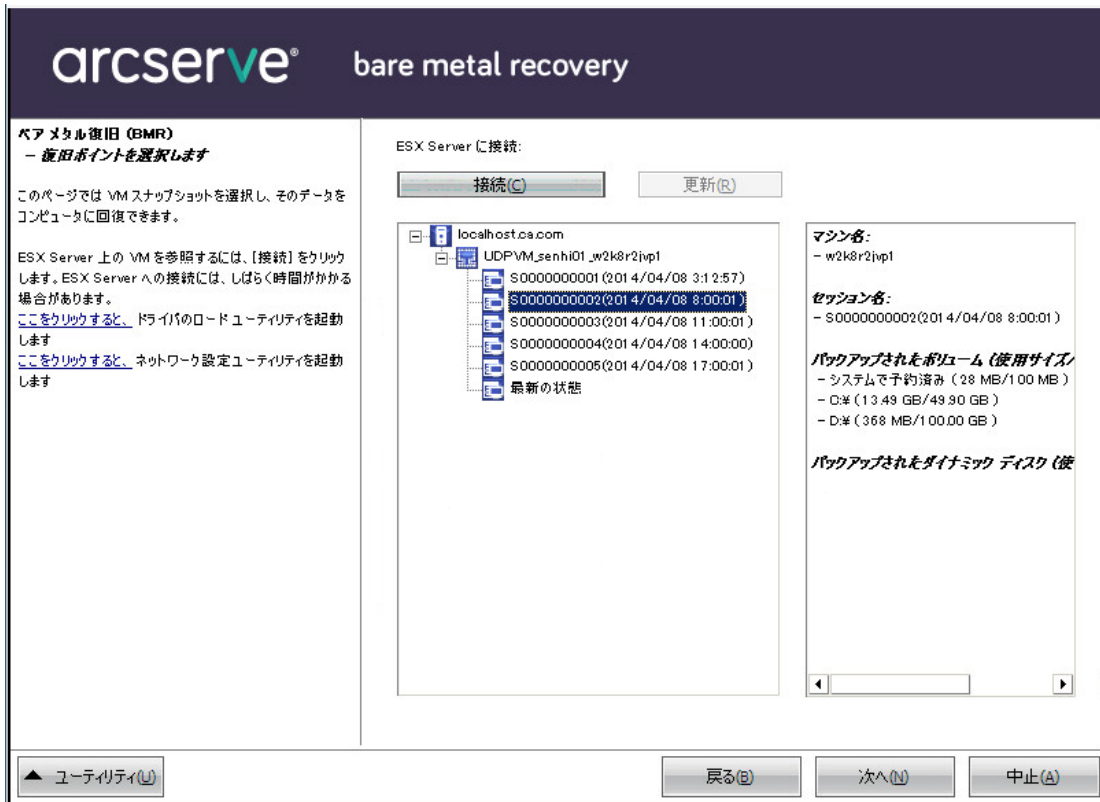 arcserve® bare metal recovery
ベア メタル復旧 (BMR)
- 復旧ポイントを選択します
このページでは VM スナップショットを選択し、そのデータを
コンピュータに回復できます。
ESX Server 上の VM を参照するには、[接続] をクリック
します。ESX Server への接続には、しばらく時間がかかる
場合があります。
ここをクリックすると、 ドライバのロード ユーティリティを起動
します
ここをクリックすると、 ネットワーク設定ユーティリティを起動
します
ESX Server に接続:
接続(C)
更新(R)
localhost.ca.com
UDPVM_senhi01_w2k8r2jvp1
S0000000001(2014/04/08 3:12:57)
S0000000002(2014/04/08 8:00:01)
S0000000003(2014/04/08 11:00:01)
S0000000004(2014/04/08 14:00:00)
S0000000005(2014/04/08 17:00:01)
最新の状態
マシン名:
- w2k8r2jvp1
セッション名:
- S0000000002(2014/04/08 8:00:01)
バックアップされたボリューム (使用サイズ/
- システムで予約済み ( 28 MB/100 MB )
- C:¥ ( 13.49 GB/49.90 GB )
- D:¥ ( 368 MB/100.00 GB )
バックアップされたダイナミック ディスク (使
ユーティリティ(U)
戻る(B)
次へ(N)
中止(A)